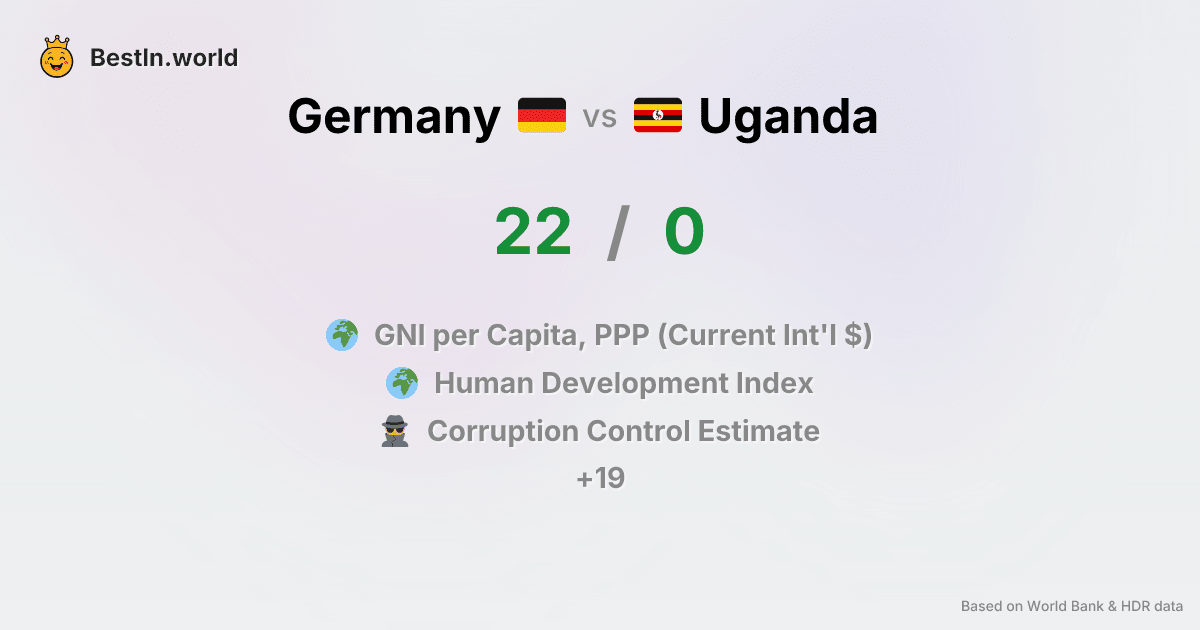 BestIn.world
Germany vs Uganda
22 / 0
GNI per Capita, PPP (Current Int'l $)
Human Development Index
Corruption Control Estimate
+19
Based on World Bank & HDR data